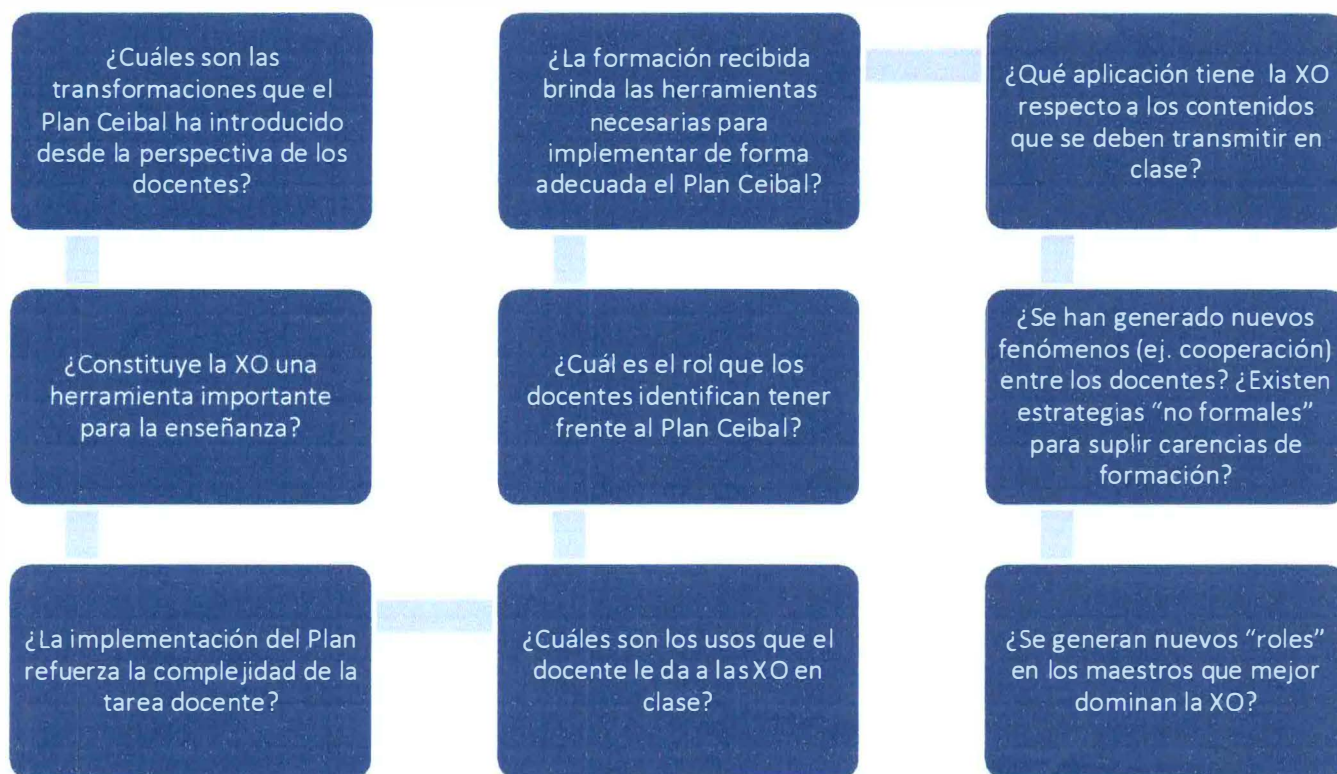 ¿Cuáles son las
transformaciones que el
Plan Ceibal ha introducido
desde la perspectiva de los
docentes?
¿Constituye la XO una
herramienta importante
para la enseñanza?
¿La implementación del Plan
refuerza la complejidad de la
tarea docente?
¿Cuáles son los usos que el
docente le da a las XO en
clase?
¿Cuál es el rol que los
docentes identifican tener
frente al Plan Ceibal?
¿La formación recibida
brinda las herramientas
necesarias para
implementar de forma
adecuada el Plan Ceibal?
¿Qué aplicación tiene la XO
respecto a los contenidos
que se deben transmitir en
clase?
¿Se han generado nuevos
fenómenos (ej. cooperación)
entre los docentes? ¿Existen
estrategias “no formales”
para suplir carencias de
formación?
¿Se generan nuevos “roles”
en los maestros que mejor
dominan la XO?